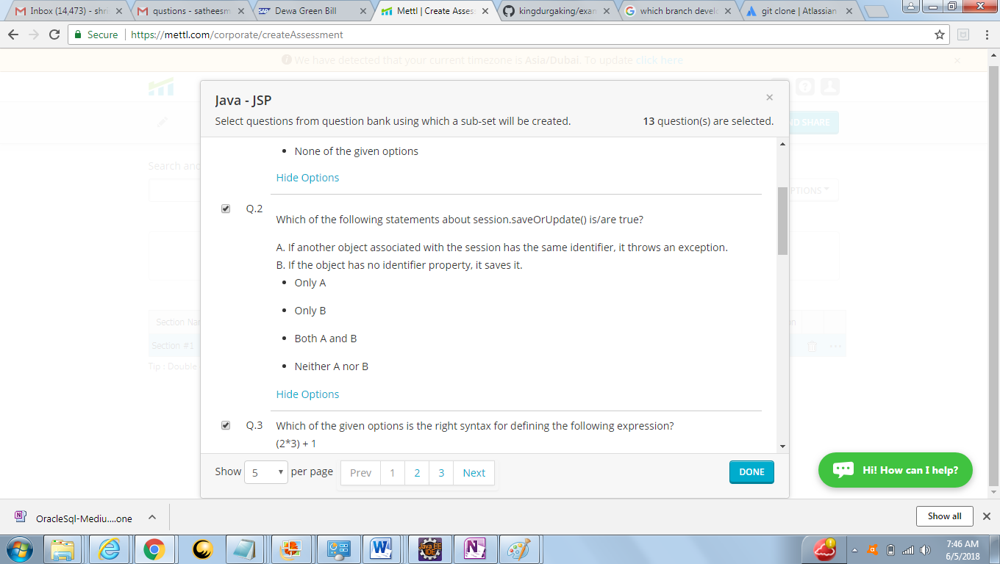 Inbox (14,473) - shri
qustions - satheesm
Dewa Green Bill
Mettl | Create Asses
kingdurgaking/exan
which branch develo
git clone | Atlassian
Secure
https://mettl.com/corporate/createAssessment
We have detected that your current timezone is Asia/Dubai. To update click here
Java - JSP
Select questions from question bank using which a sub-set will be created.
13 question(s) are selected.
ND SHARE
None of the given options
Search and
Hide Options
PTIONS
Q.2
Which of the following statements about session.saveOrUpdate() is/are true?
A. If another object associated with the session has the same identifier, it throws an exception.
B. If the object has no identifier property, it saves it.
Only A
Only B
Section Nar
Both A and B
Section #1
Tip : Double
Neither A nor B
Hide Options
Q.3
Which of the given options is the right syntax for defining the following expression?
(2*3) + 1
Show 5 per page
Prev 1 2 3 Next
DONE
Hi! How can I help?
OracleSql-Mediu....one
Show all
Java EE
IDE
7:46 AM
6/5/2018